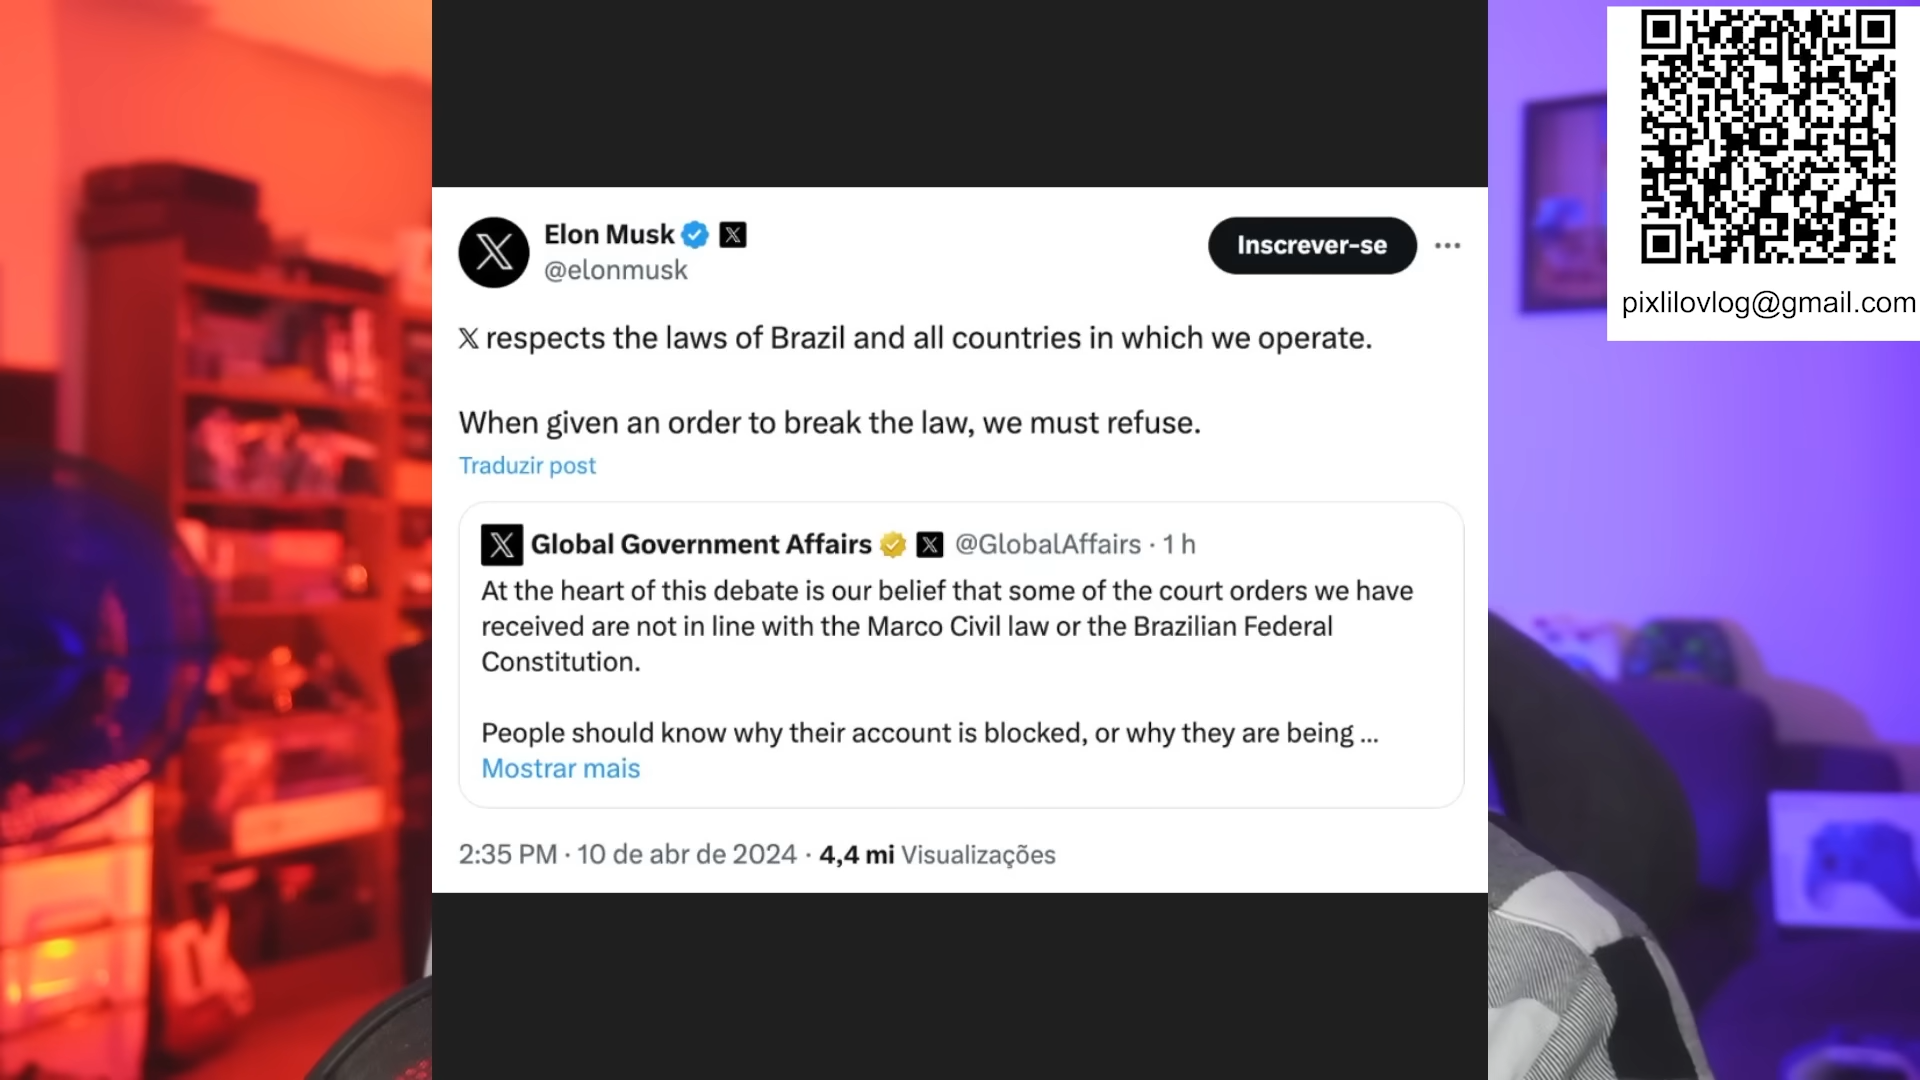 Elon Musk
@elonmusk
Inscrever-se
𝕏 respects the laws of Brazil and all countries in which we operate.
When given an order to break the law, we must refuse.
Traduzir post
Global Government Affairs @GlobalAffairs · 1 h
At the heart of this debate is our belief that some of the court orders we have
received are not in line with the Marco Civil law or the Brazilian Federal
Constitution.
People should know why their account is blocked, or why they are being ...
Mostrar mais
2:35 PM · 10 de abr de 2024 · 4,4 mi Visualizações
pixlilovlog@gmail.com